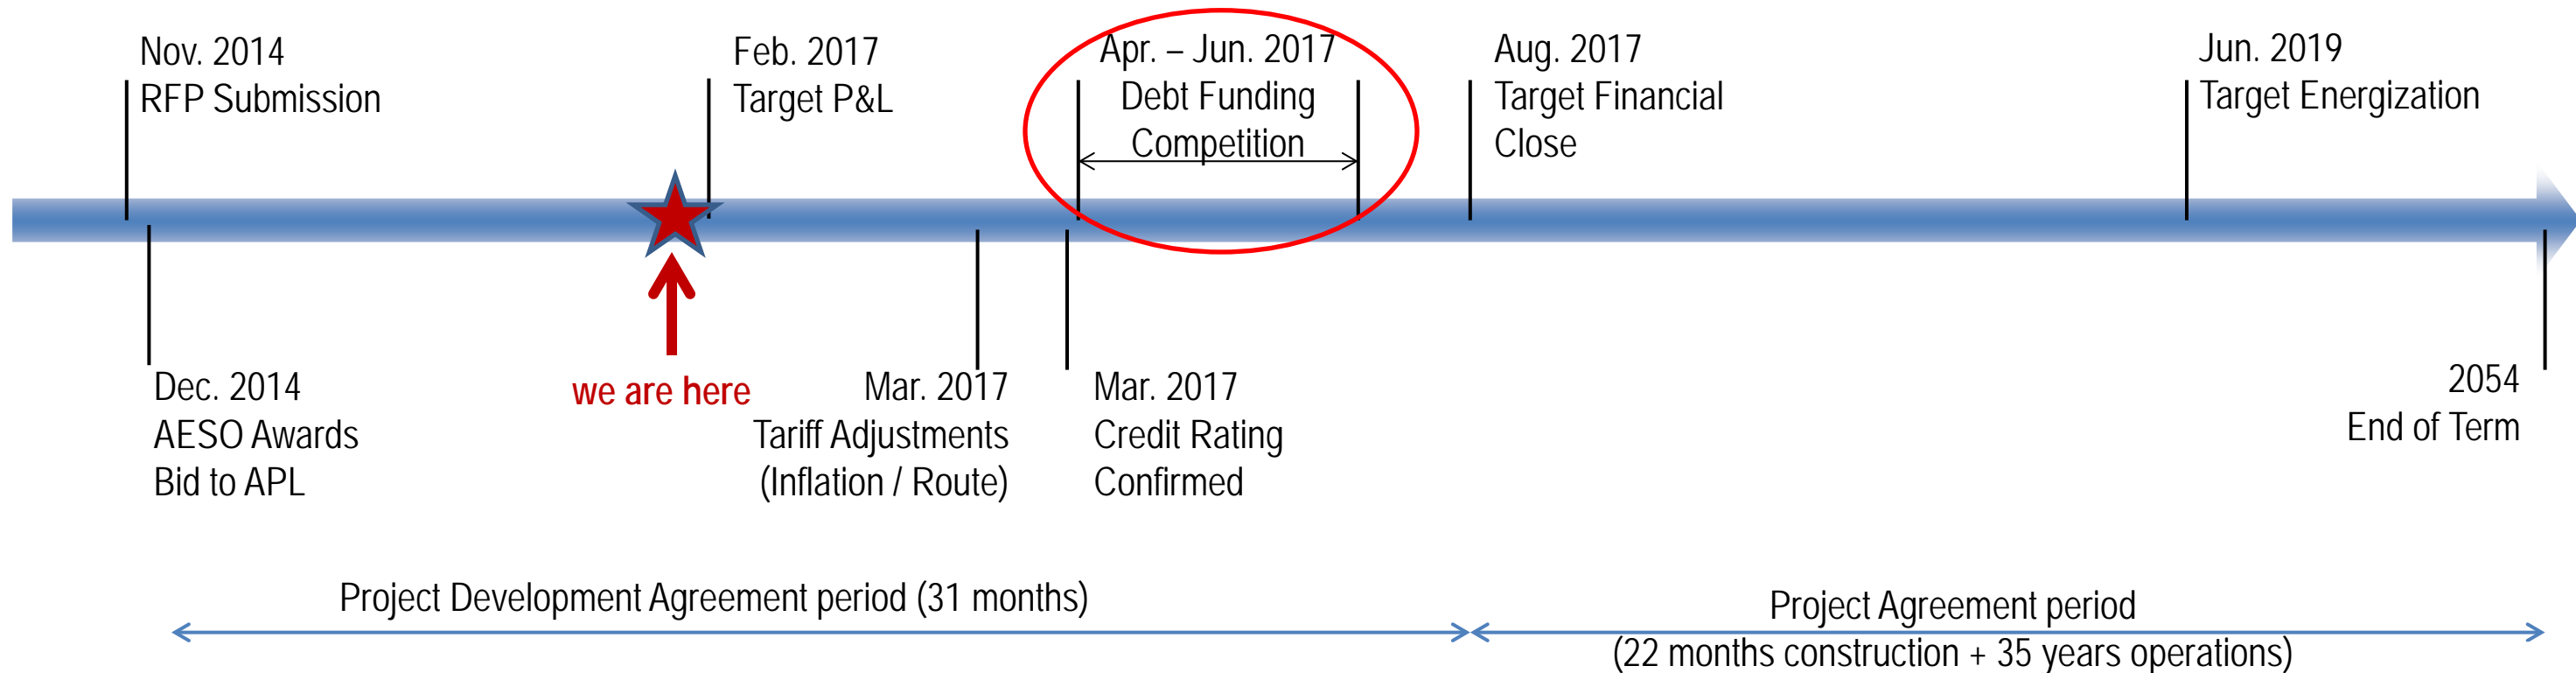 Nov. 2014
RFP Submission
Feb. 2017
Target P&L
Apr. – Jun. 2017
Debt Funding
Competition
Aug. 2017
Target Financial
Close
Jun. 2019
Target Energization
Dec. 2014
AESO Awards
Bid to APL
we are here
Mar. 2017
Tariff Adjustments
(Inflation / Route)
Mar. 2017
Credit Rating
Confirmed
2054
End of Term
Project Development Agreement period (31 months)
Project Agreement period
(22 months construction + 35 years operations)